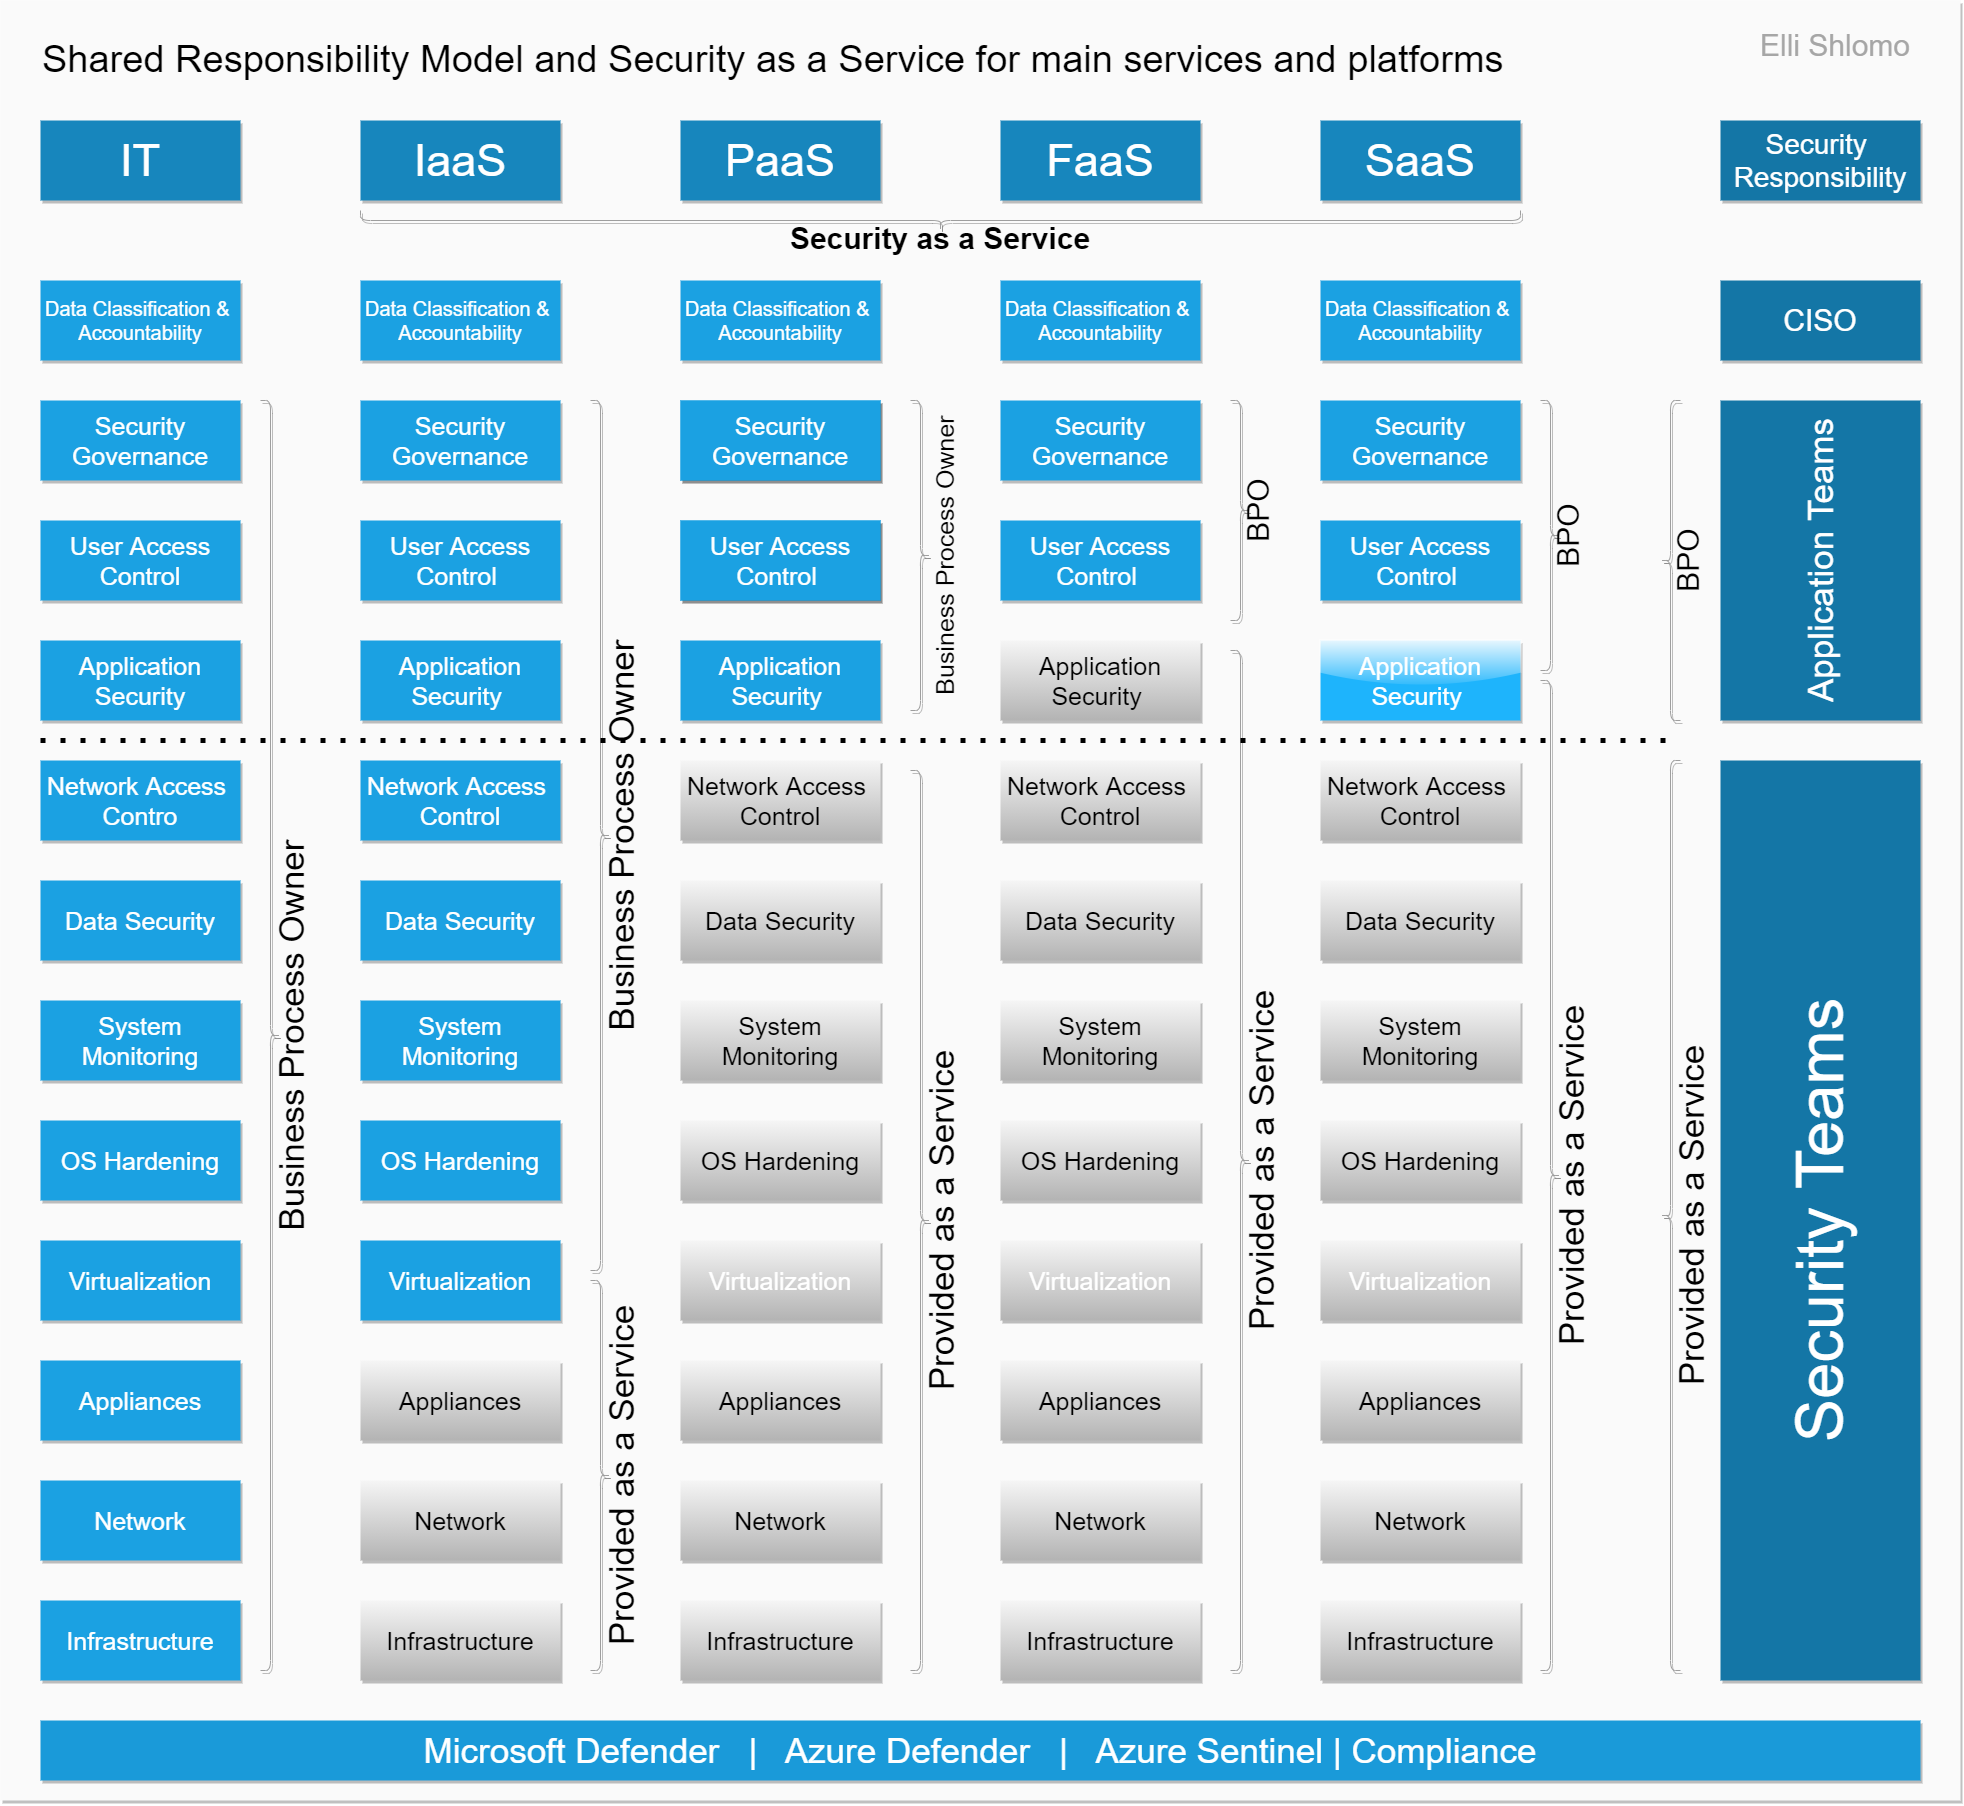 Shared Responsibility Model and Security as a Service for main services and platforms
Elli Shlomo
IT
IaaS
PaaS
FaaS
SaaS
Security
Responsibility
Security as a Service
Data Classification &
Accountability
Data Classification &
Accountability
Data Classification &
Accountability
Data Classification &
Accountability
Data Classification &
Accountability
CISO
Security
Governance
Security
Governance
Security
Governance
Security
Governance
Security
Governance
User Access
Control
User Access
Control
User Access
Control
User Access
Control
User Access
Control
Application
Security
Application
Security
Application
Security
Application
Security
Application
Security
Business Process Owner
BPO
BPO
BPO
Application Teams
Network Access
Contro
Network Access
Control
Network Access
Control
Network Access
Control
Network Access
Control
Data Security
Data Security
Data Security
Data Security
Data Security
System
Monitoring
System
Monitoring
System
Monitoring
System
Monitoring
System
Monitoring
OS Hardening
OS Hardening
OS Hardening
OS Hardening
OS Hardening
Virtualization
Virtualization
Virtualization
Virtualization
Virtualization
Appliances
Appliances
Appliances
Appliances
Appliances
Network
Network
Network
Network
Network
Infrastructure
Infrastructure
Infrastructure
Infrastructure
Infrastructure
Business Process Owner
Business Process Owner
Provided as a Service
Provided as a Service
Provided as a Service
Provided as a Service
Provided as a Service
Security Teams
Microsoft Defender | Azure Defender | Azure Sentinel | Compliance